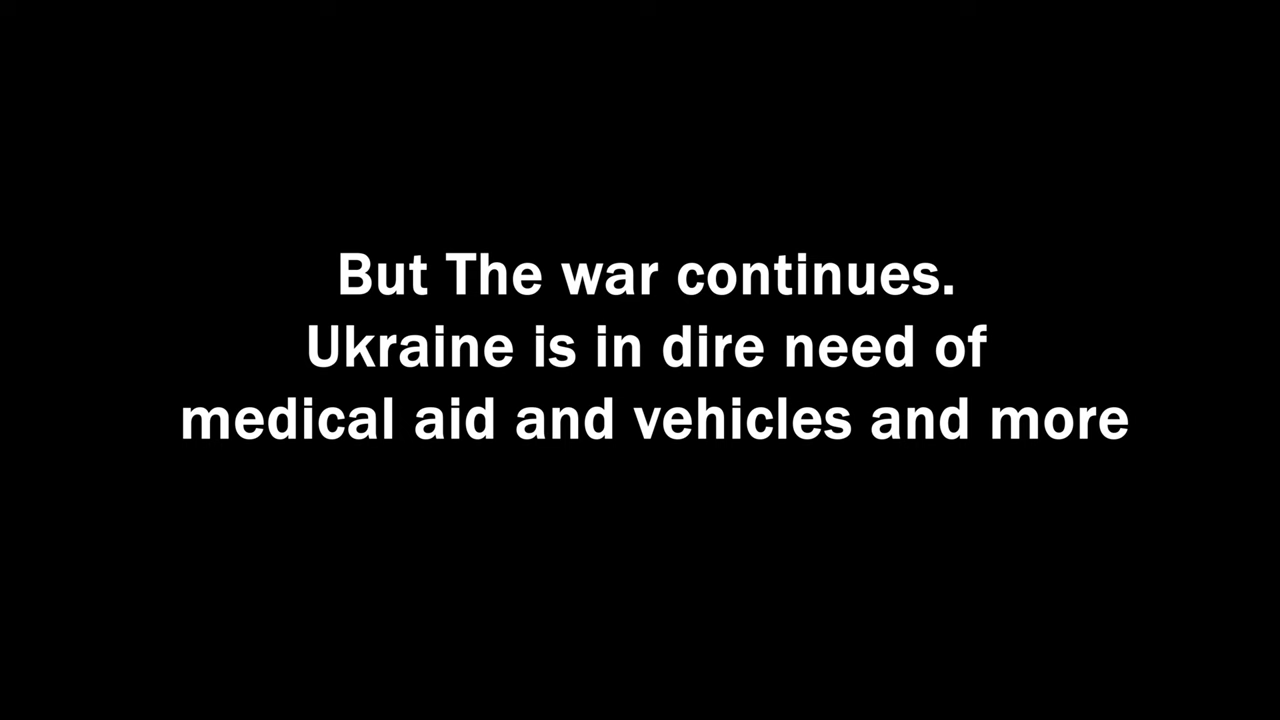 But The war continues.
Ukraine is in dire need of
medical aid and vehicles and more